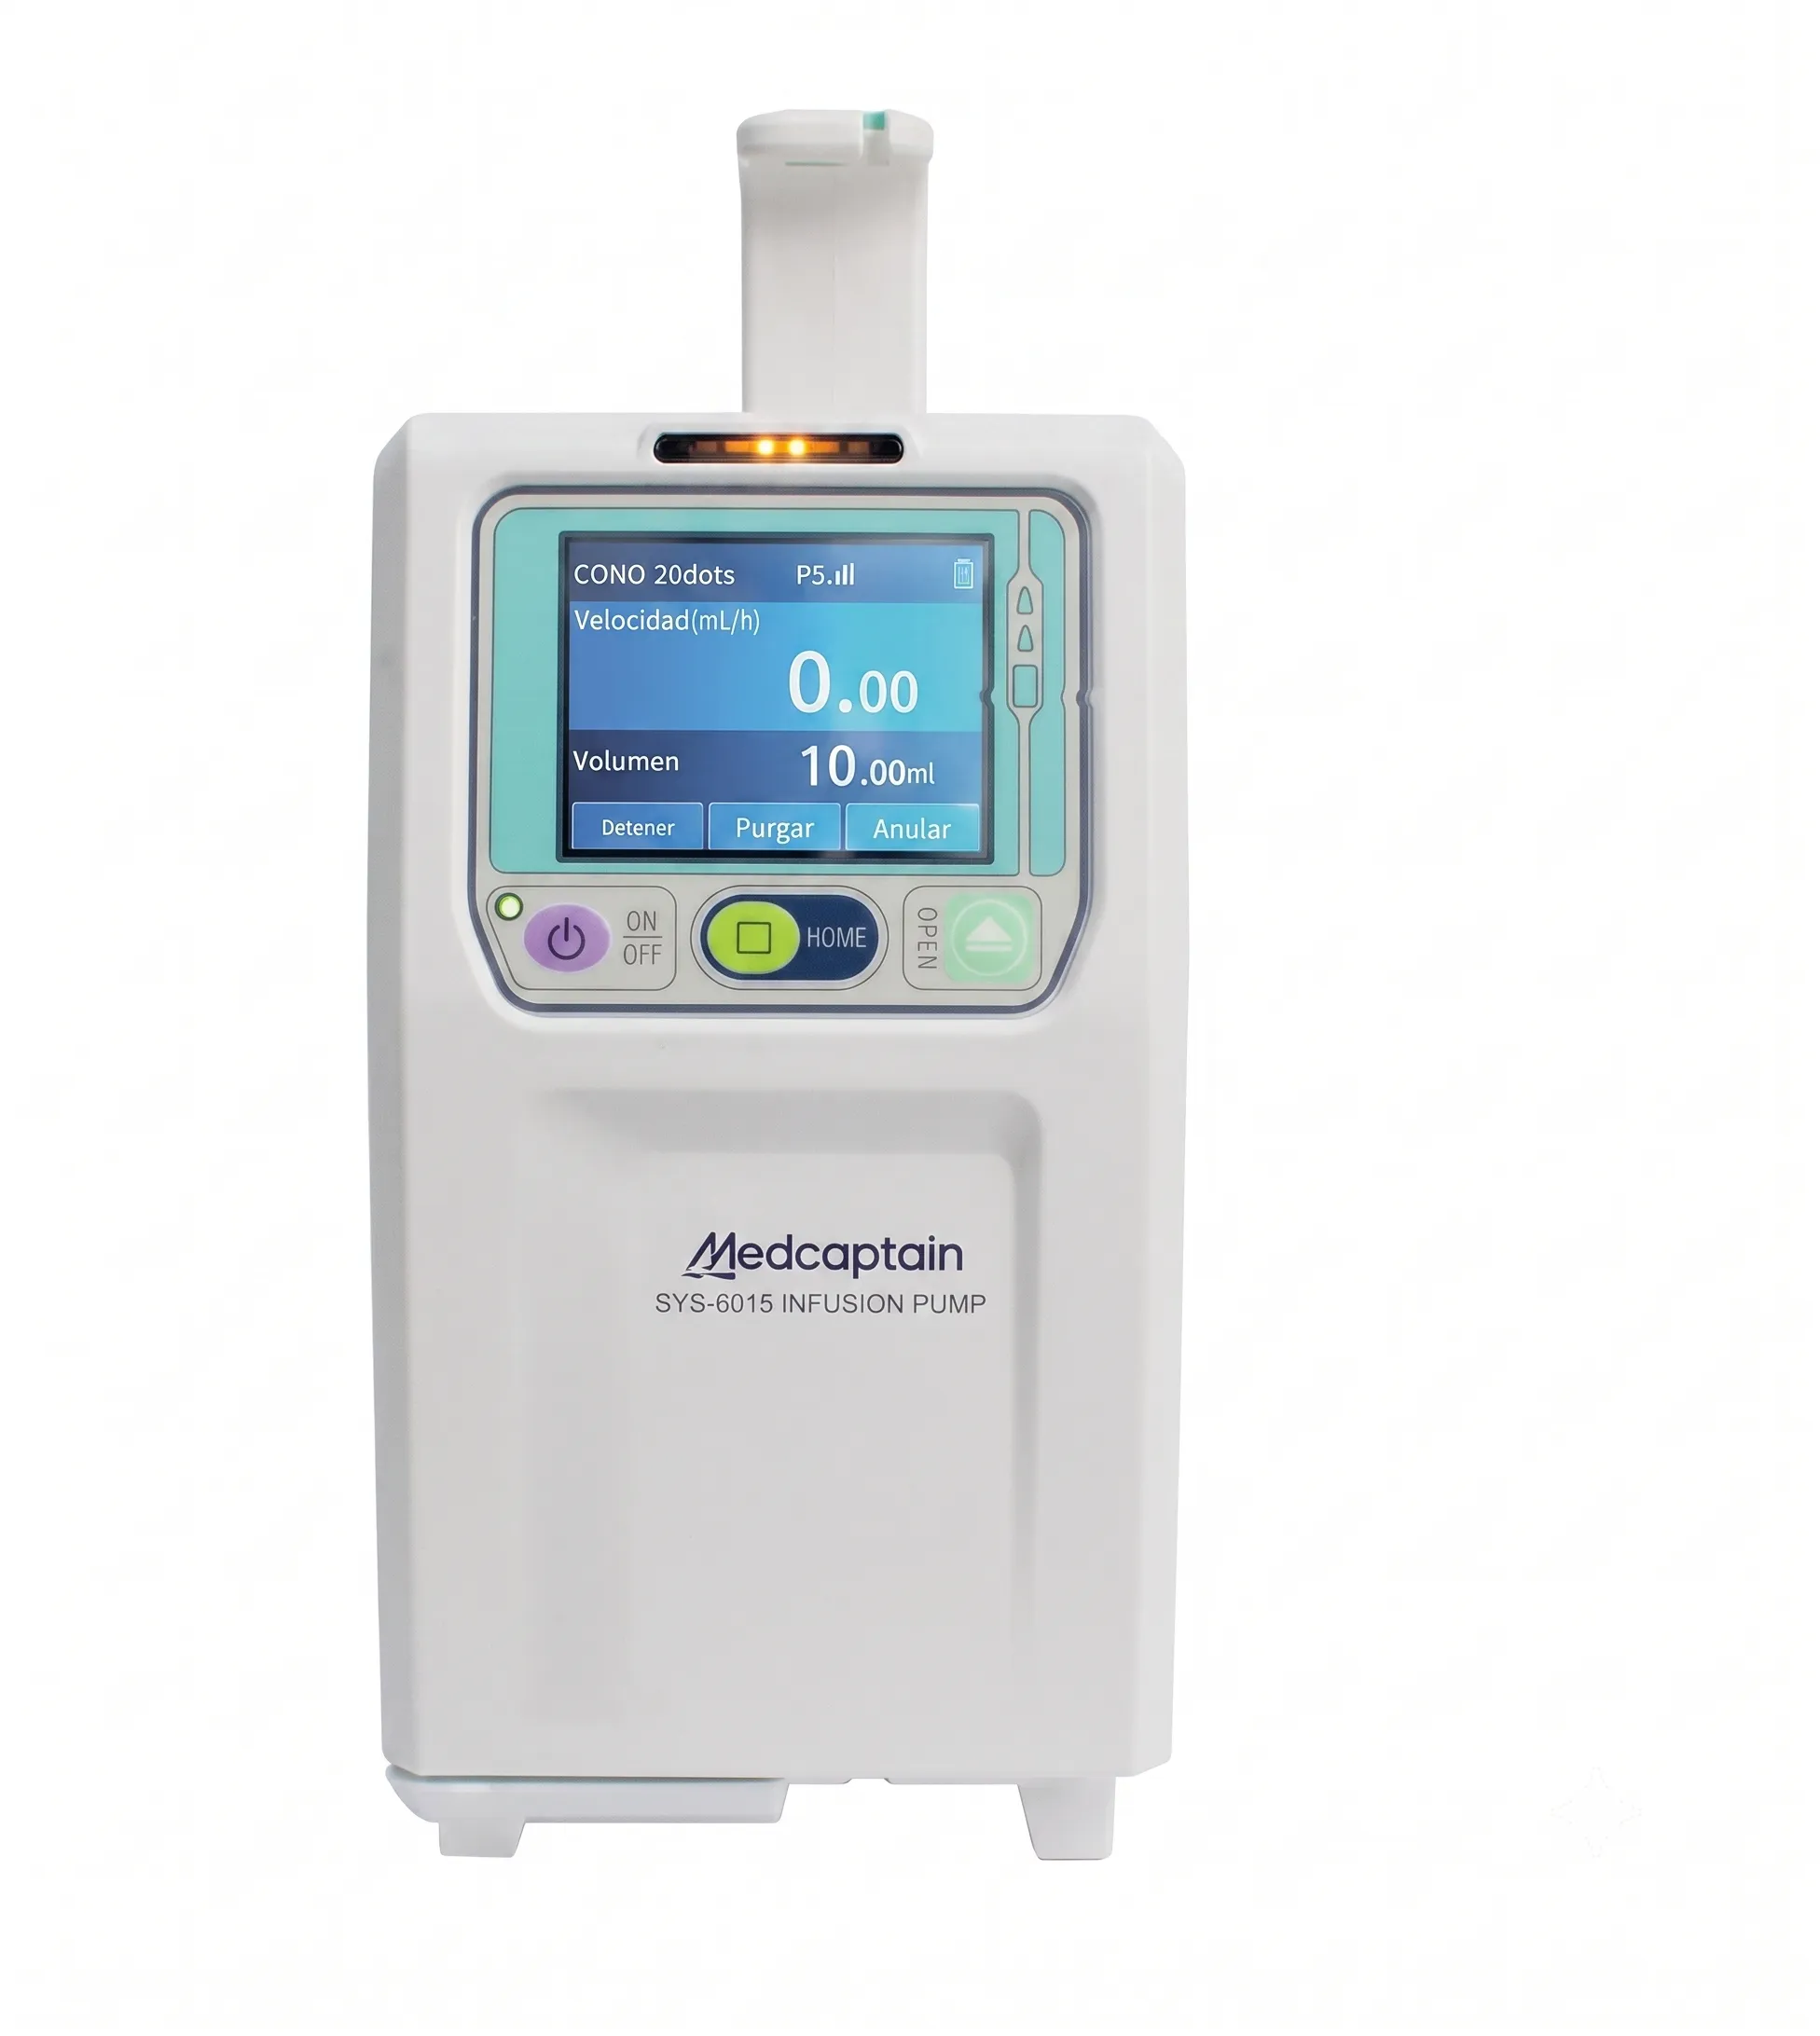 CONO 20dots P5.
Velocidad(mL/h)
0.00
Volumen 10.00ml
Detener Purgar Anular
ON
OFF
HOME
OPEN
Medcaptain
SYS-6015 INFUSION PUMP